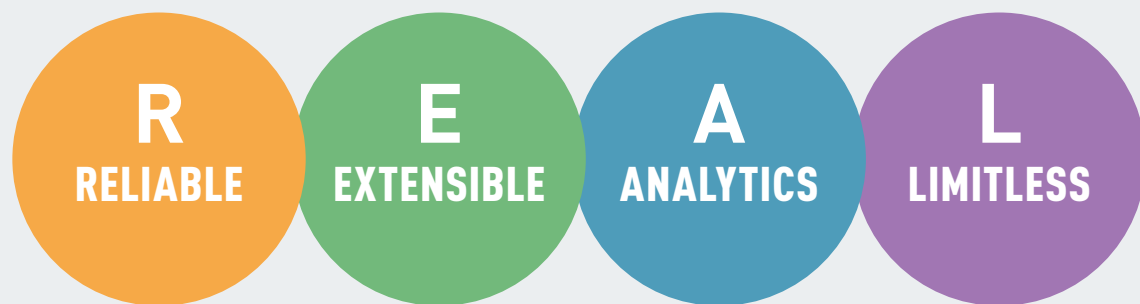 R
RELIABLE
E
EXTENSIBLE
A
ANALYTICS
L
LIMITLESS